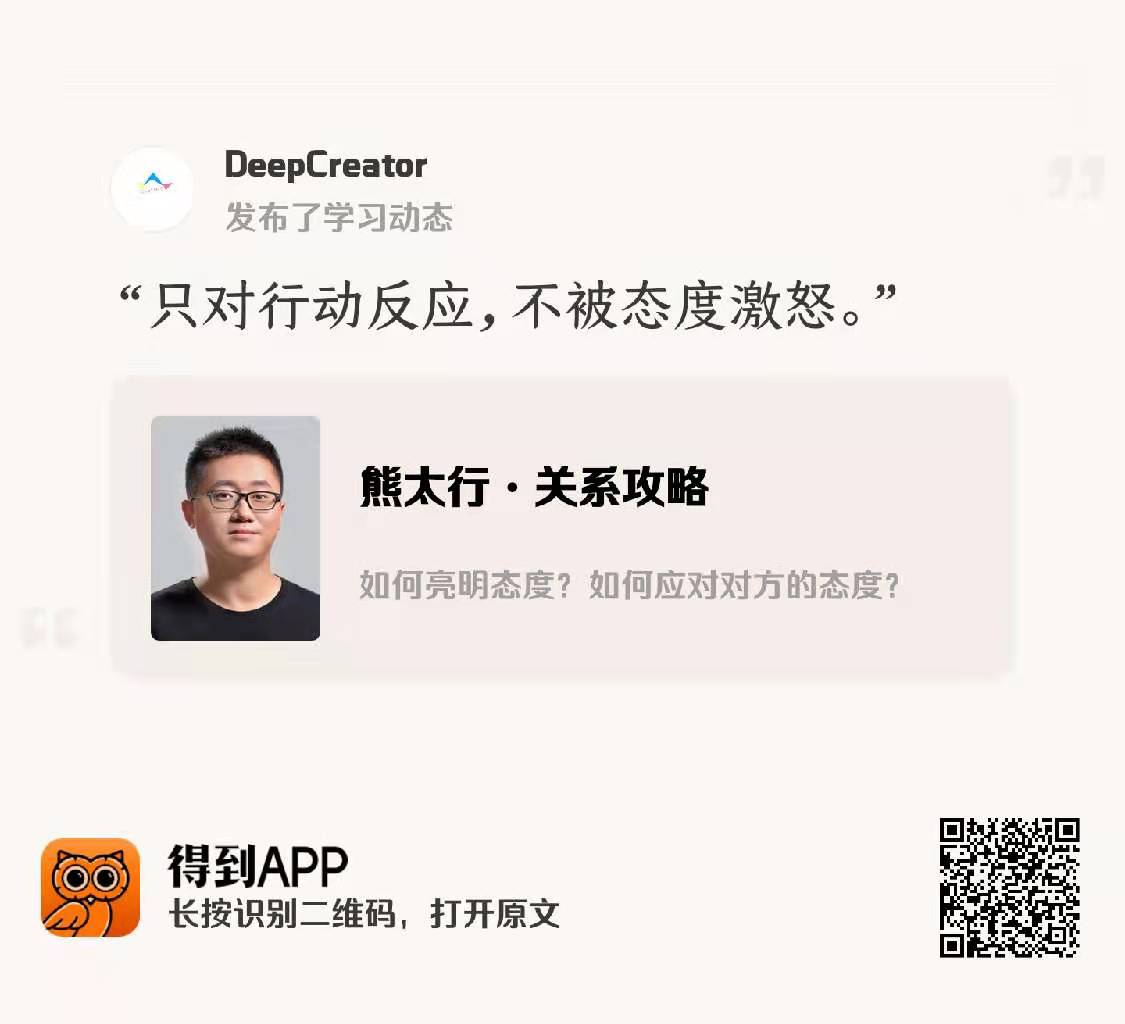 DeepCreator
发布了学习动态
“只对行动反应，不被态度激怒。”
熊太行·关系攻略
如何亮明态度？如何应对对方的态度？
得到APP
长按识别二维码，打开原文